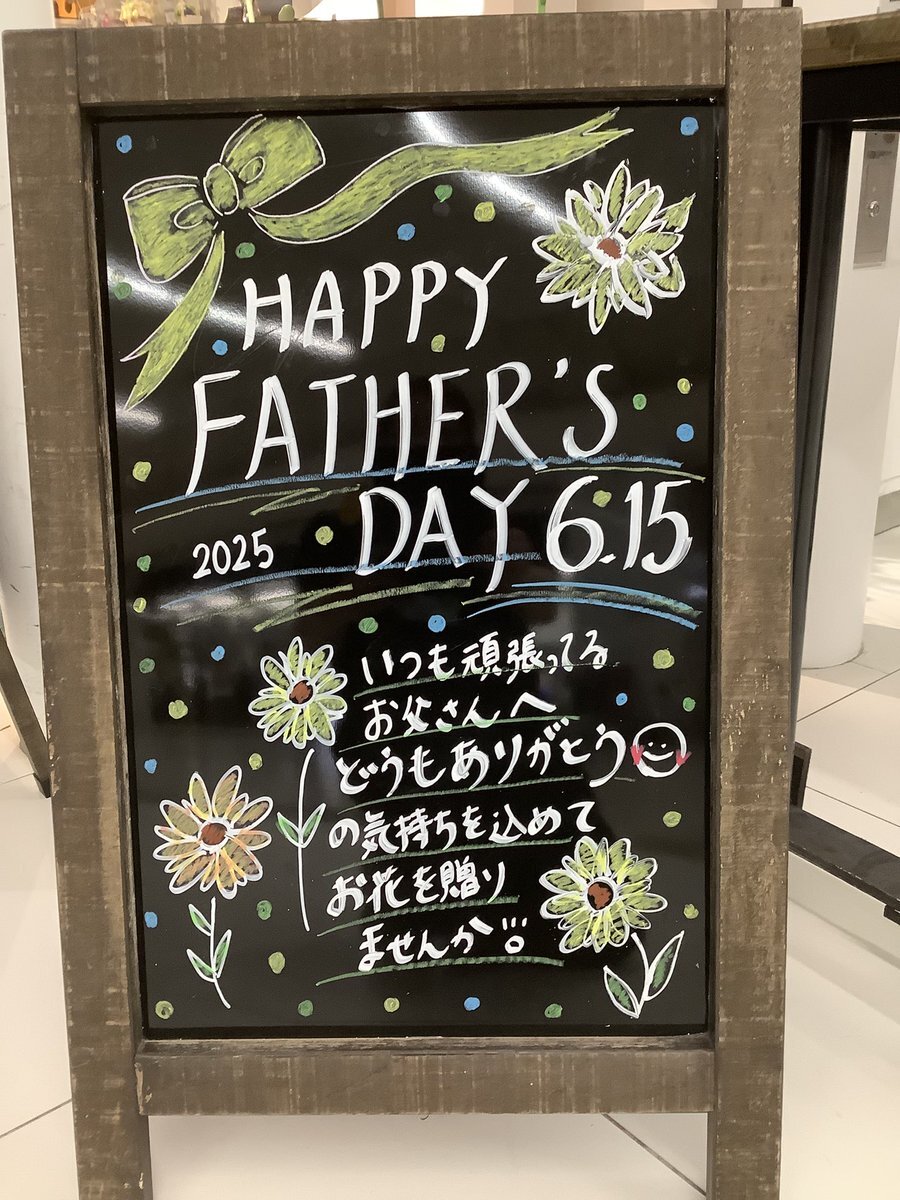 HAPPY
FATHER'S
DAY 6.15
2025
いつも頑張ってる
お父さんへ
どうもありがとう
の気持ちを込めて
お花を贈り
ませんか!!!